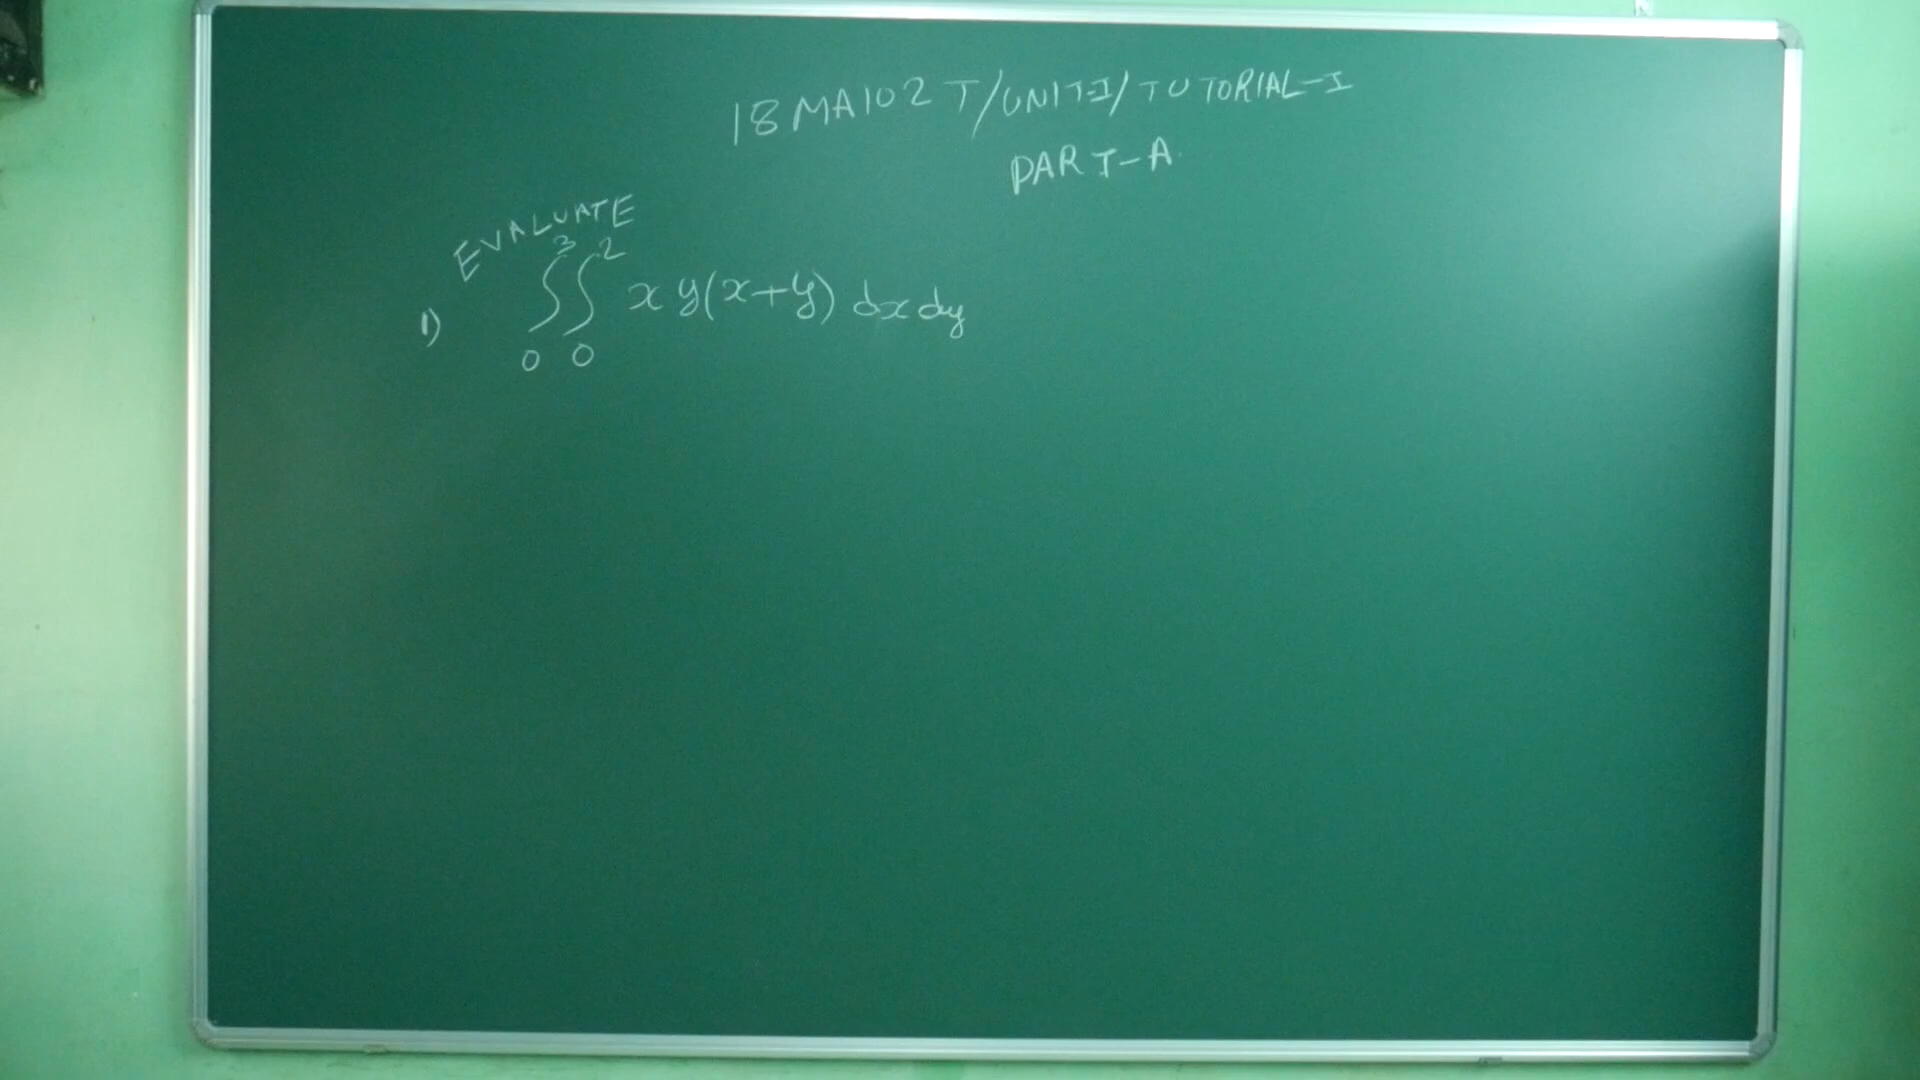 18MA102T/UNIT-I/TUTORIAL-I
PART-A
EVALUATE
1) ∫₀³ ∫₀² xy(x+y) dx dy